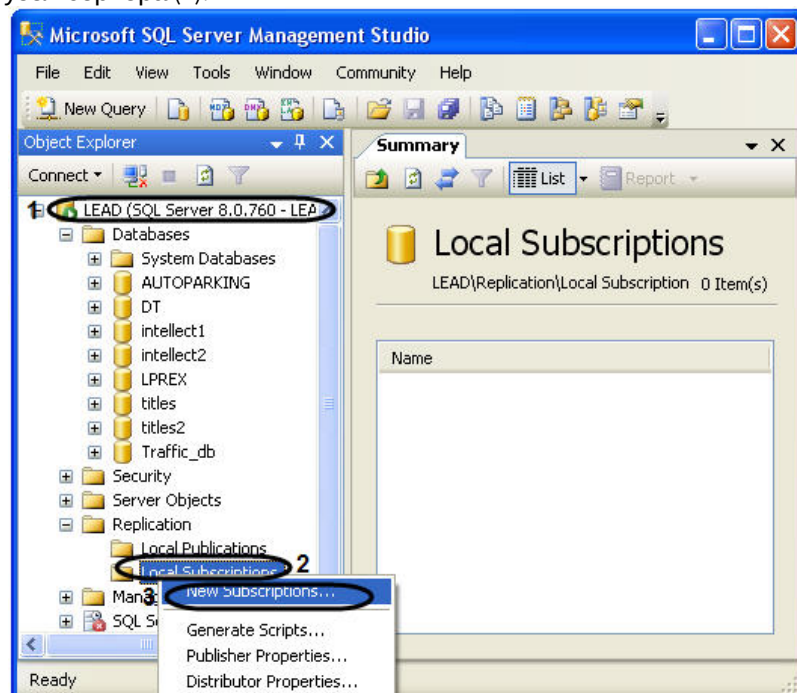 Microsoft SQL Server Management Studio
File Edit View Tools Window Community Help
New Query
Object Explorer
Summary
Connect
List
Report
1 LEAD (SQL Server 8.0.760 - LEA
Databases
System Databases
AUTOPARKING
DT
intellect1
intellect2
LPREX
titles
titles2
Traffic_db
Security
Server Objects
Replication
Local Publications
Local Subscriptions 2
3 New Subscriptions...
Generate Scripts...
Publisher Properties...
Distributor Properties...
SQL
Ready
Local Subscriptions
LEAD\Replication\Local Subscription 0 Item(s)
Name